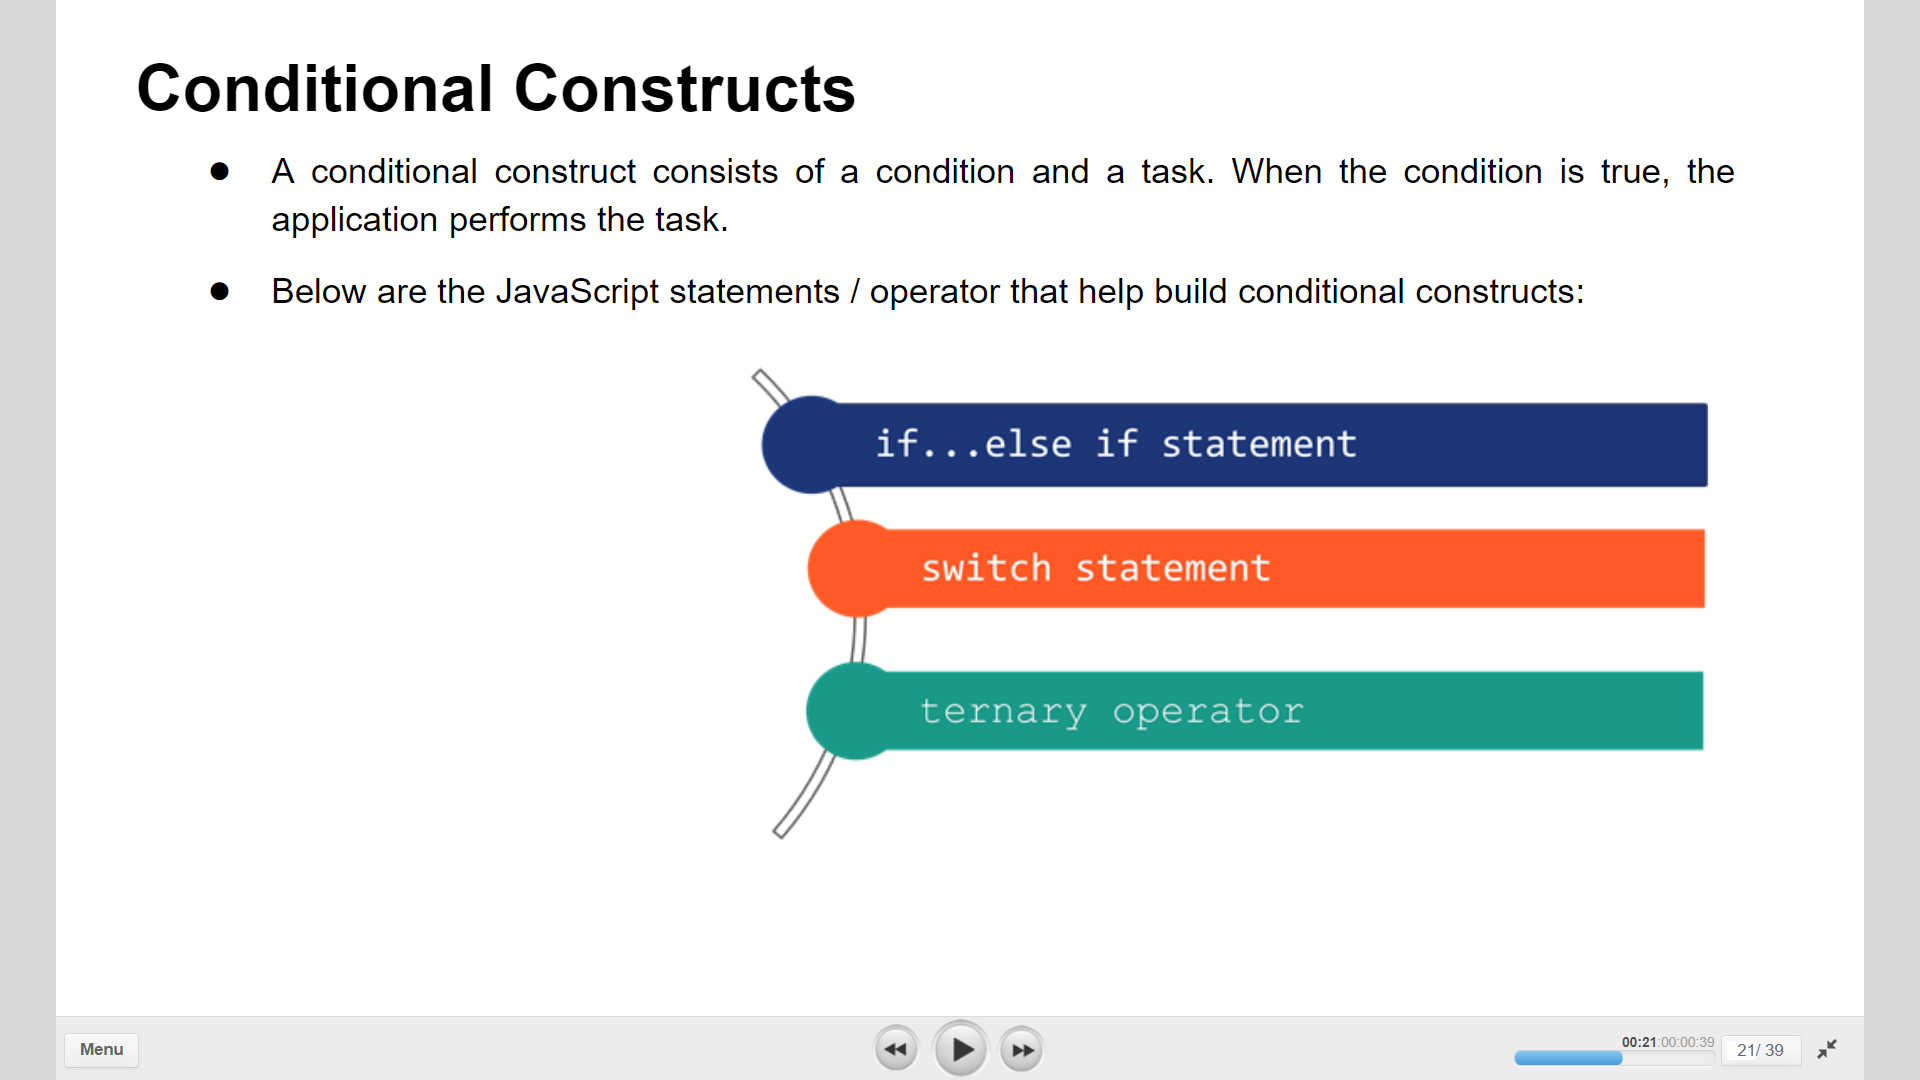 Conditional Constructs
● A conditional construct consists of a condition and a task. When the condition is true, the
application performs the task.
● Below are the JavaScript statements / operator that help build conditional constructs:
if...else if statement
switch statement
ternary operator
Menu
00:21:00:00:39
21/ 39